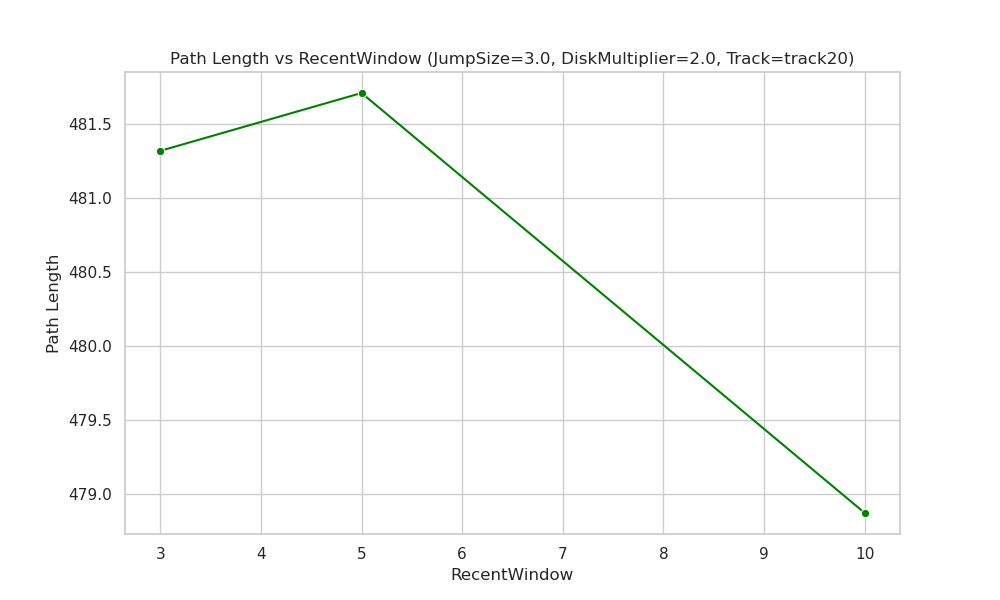 Path Length vs RecentWindow (JumpSize=3.0, DiskMultiplier=2.0, Track=track20)
481.5
481.0
480.5
480.0
479.5
479.0
Path Length
3 4 5 6 7 8 9 10
RecentWindow